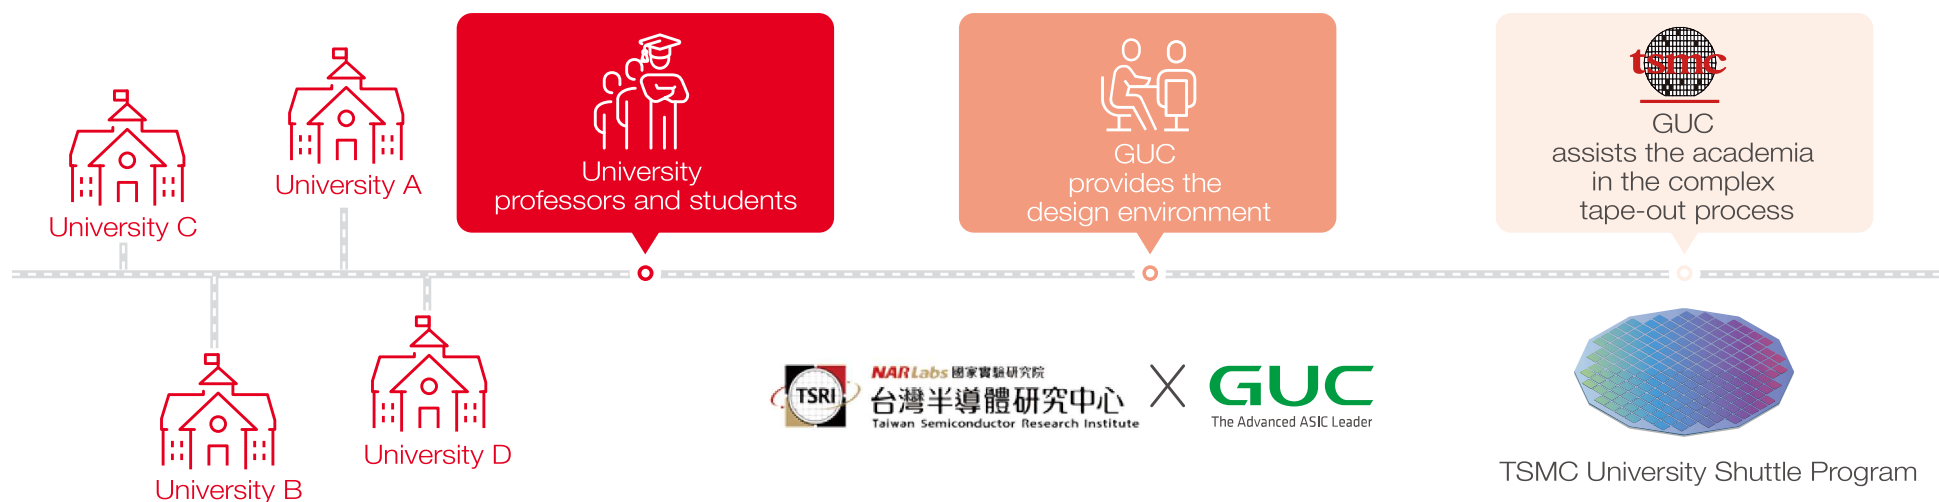 University C
University A
University B
University D
University
professors and students
GUC
provides the
design environment
tsmc
GUC
assists the academia
in the complex
tape-out process
TSRI
NARLabs 國家實驗研究院
台灣半導體研究中心
Taiwan Semiconductor Research Institute
X
GUC
The Advanced ASIC Leader
TSMC University Shuttle Program